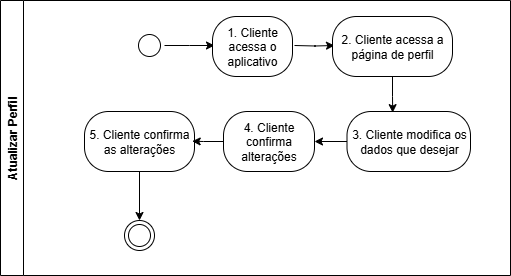 Atualizar Perfil
1. Cliente
acessa o
aplicativo
2. Cliente acessa a
página de perfil
3. Cliente modifica os
dados que desejar
4. Cliente
confirma
alterações
5. Cliente confirma
as alterações